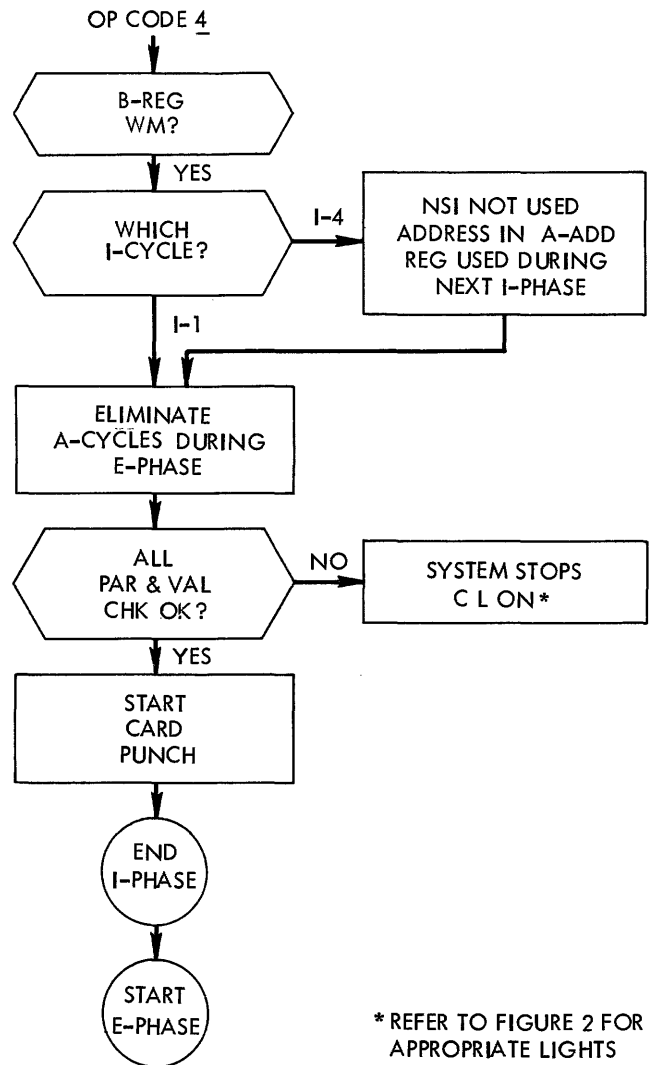 OP CODE 4
B-REG
WM?
YES
WHICH
I-CYCLE?
I-4
NSI NOT USED
ADDRESS IN A-ADD
REG USED DURING
NEXT I-PHASE
I-1
ELIMINATE
A-CYCLES DURING
E-PHASE
ALL
PAR & VAL
CHK OK?
NO
SYSTEM STOPS
C L ON*
YES
START
CARD
PUNCH
END
I-PHASE
START
E-PHASE
* REFER TO FIGURE 2 FOR
APPROPRIATE LIGHTS